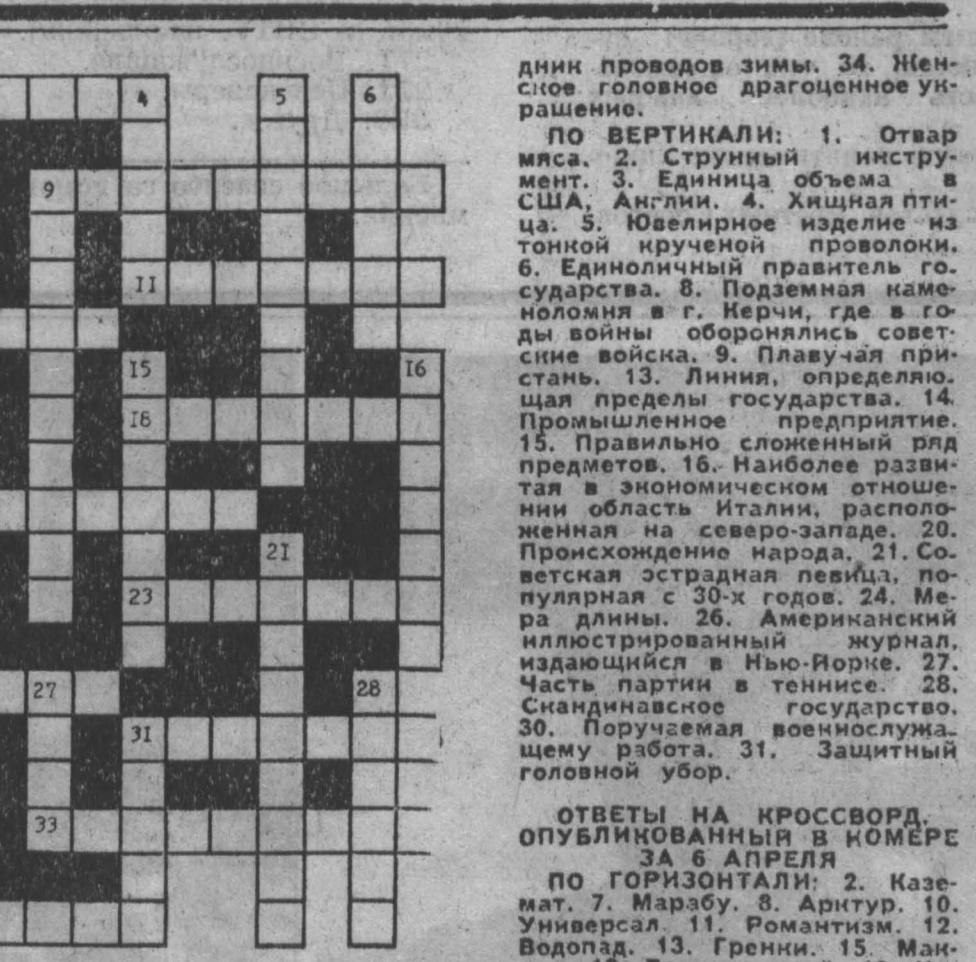 4 5 6
9
II
15 16
18
21
23
27 28
31
33
дник проводов зимы. 34. Жен-
ское головное драгоценное ук-
рашение.
ПО ВЕРТИКАЛИ: 1. Отвар
мяса. 2. Струнный инстру-
мент. 3. Единица объема в
США, Англии. 4. Хищная пти-
ца. 5. Ювелирное изделие из
тонкой крученой проволоки.
6. Единоличный правитель го-
сударства. 8. Подземная каме-
ноломня в г. Керчи, где в го-
ды войны оборонялись совет-
ские войска. 9. Плавучая при-
стань. 13. Линия, определяю-
щая пределы государства. 14.
Промышленное предприятие.
15. Правильно сложенный ряд
предметов. 16. Наиболее разви-
тая в экономическом отноше-
нии область Италии, располо-
женная на северо-западе. 20.
Происхождение народа. 21. Со-
ветская эстрадная певица, по-
пулярная с 30-х годов. 24. Ме-
ра длины. 26. Американский
иллюстрированный журнал,
издающийся в Нью-Йорке. 27.
Часть партии в теннисе. 28.
Скандинавское государство.
30. Поручаемая военнослужа-
щему работа. 31. Защитный
головной убор.
ОТВЕТЫ НА КРОССВОРД,
ОПУБЛИКОВАННЫЙ В НОМЕРЕ
ЗА 6 АПРЕЛЯ
ПО ГОРИЗОНТАЛИ: 2. Казе-
мат. 7. Марабу. 8. Арктур. 10.
Универсал. 11. Романтизм. 12.
Водопад. 13. Гренки. 15. Мак-